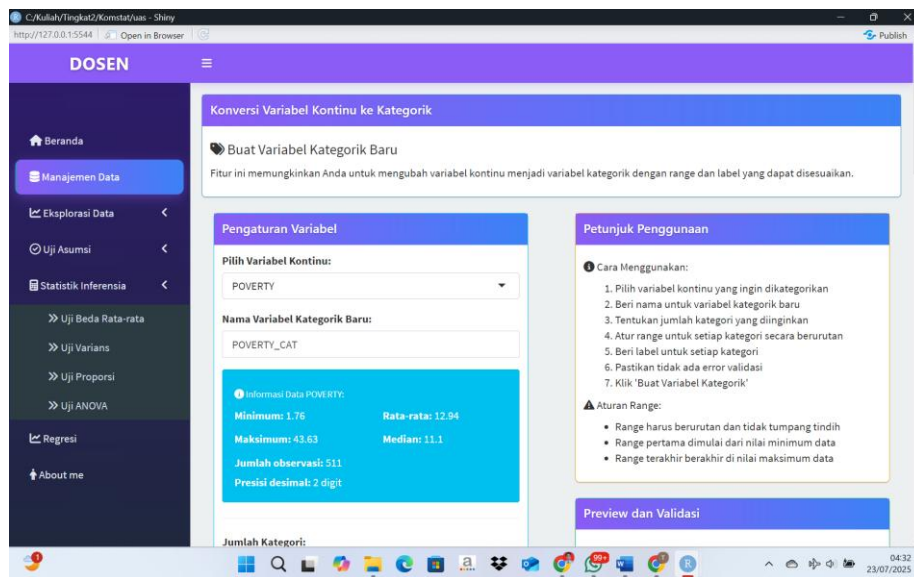 C:/Kuliah/Tingkat2/Komstat/uas - Shiny
http://127.0.0.1:5544
Open in Browser
Publish
DOSEN
Beranda
Manajemen Data
Eksplorasi Data
Uji Asumsi
Statistik Inferensia
Uji Beda Rata-rata
Uji Varians
Uji Proporsi
Uji ANOVA
Regresi
About me
Konversi Variabel Kontinu ke Kategorik
Buat Variabel Kategorik Baru
Fitur ini memungkinkan Anda untuk mengubah variabel kontinu menjadi variabel kategorik dengan range dan label yang dapat disesuaikan.
Pengaturan Variabel
Pilih Variabel Kontinu:
POVERTY
Nama Variabel Kategorik Baru:
POVERTY_CAT
Informasi Data POVERTY:
Minimum: 1.76
Rata-rata: 12.94
Maksimum: 43.63
Median: 11.1
Jumlah observasi: 511
Presisi desimal: 2 digit
Jumlah Kategori:
Petunjuk Penggunaan
Cara Menggunakan:
1. Pilih variabel kontinu yang ingin dikategorikan
2. Beri nama untuk variabel kategorik baru
3. Tentukan jumlah kategori yang diinginkan
4. Atur range untuk setiap kategori secara berurutan
5. Beri label untuk setiap kategori
6. Pastikan tidak ada error validasi
7. Klik 'Buat Variabel Kategorik'
Aturan Range:
• Range harus berurutan dan tidak tumpang tindih
• Range pertama dimulai dari nilai minimum data
• Range terakhir berakhir di nilai maksimum data
Preview dan Validasi
99+
04:32
23/07/2025